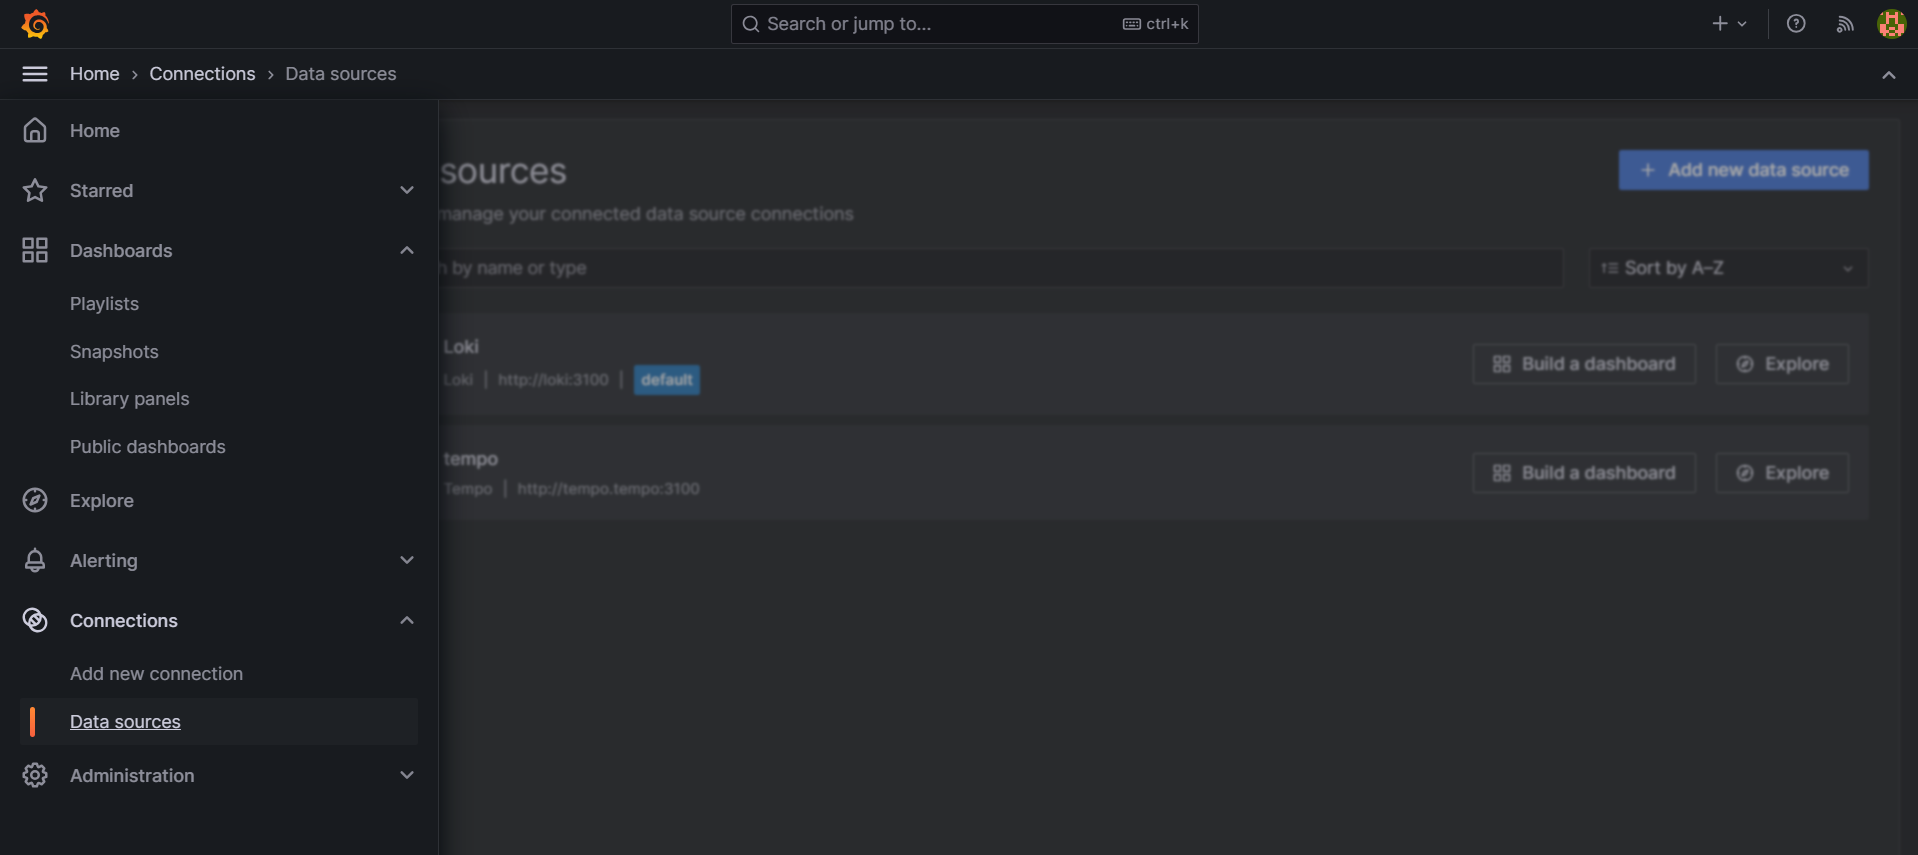 Search or jump to...
ctrl+k
Home › Connections › Data sources
Home
Starred
Dashboards
Playlists
Snapshots
Library panels
Public dashboards
Explore
Alerting
Connections
Add new connection
Data sources
Administration
sources
Add new data source
manage your connected data source connections
by name or type
Sort by A–Z
Loki
Loki | http://loki:3100 | default
Build a dashboard
Explore
tempo
Tempo | http://tempo.tempo:3100
Build a dashboard
Explore